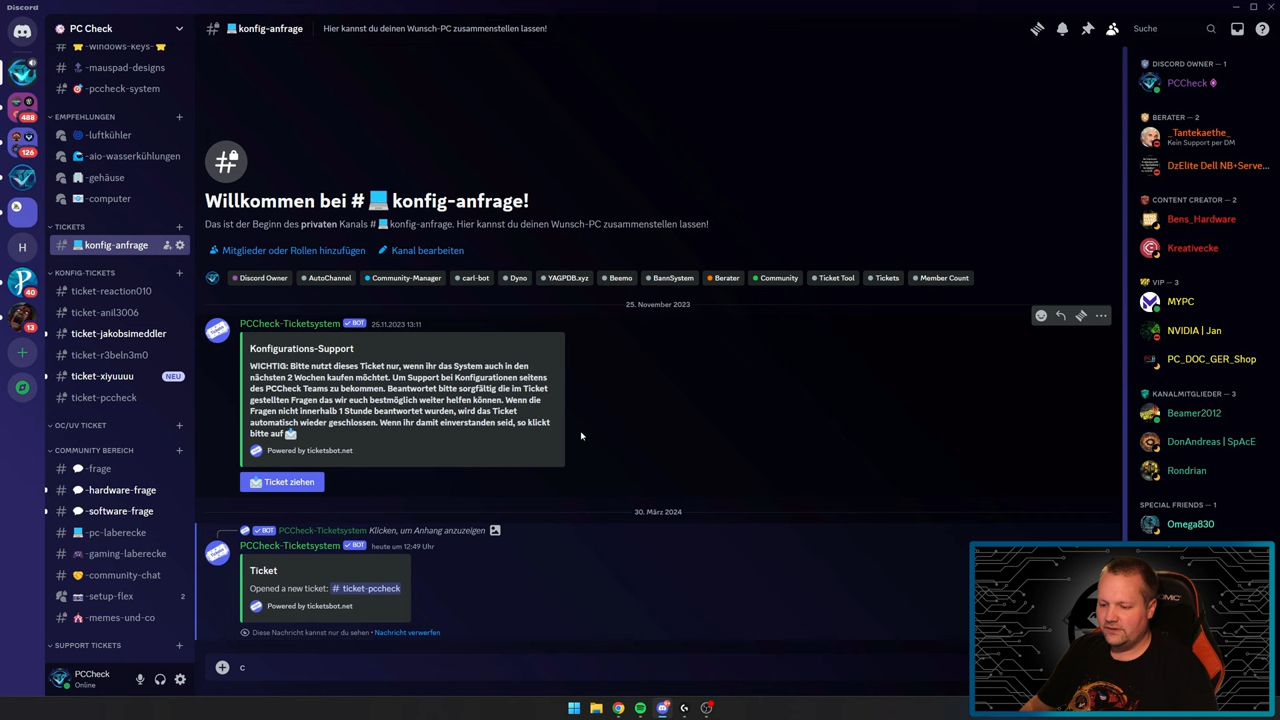 Discord
PC Check
-windows-keys-
-mauspad-designs
-pccheck-system
EMPFEHLUNGEN
-luftkühler
-aio-wasserkühlungen
-gehäuse
-computer
TICKETS
konfig-anfrage
KONFIG-TICKETS
ticket-reaction010
ticket-anil3006
ticket-jakobsimeddler
ticket-r3beln3m0
ticket-xiyuuuu NEU
ticket-pccheck
OC/UV TICKET
COMMUNITY BEREICH
-frage
-hardware-frage
-software-frage
-pc-laberecke
-gaming-laberecke
-community-chat
-setup-flex 2
-memes-und-co
SUPPORT TICKETS
PCCheck
Online
488
126
H
40
13
konfig-anfrage Hier kannst du deinen Wunsch-PC zusammenstellen lassen!
Suche
Willkommen bei # konfig-anfrage!
Das ist der Beginn des privaten Kanals # konfig-anfrage. Hier kannst du deinen Wunsch-PC zusammenstellen lassen!
Mitglieder oder Rollen hinzufügen Kanal bearbeiten
Discord Owner AutoChannel Community-Manager carl-bot Dyno YAGPDB.xyz Beemo BannSystem Berater Community Ticket Tool Tickets Member Count
25. November 2023
PCCheck-Ticketsystem BOT 25.11.2023 13:11
Konfigurations-Support
WICHTIG: Bitte nutzt dieses Ticket nur, wenn ihr das System auch in den
nächsten 2 Wochen kaufen möchtet. Um Support bei Konfigurationen seitens
des PCCheck Teams zu bekommen. Beantwortet bitte sorgfältig die im Ticket
gestellten Fragen das wir euch bestmöglich weiter helfen können. Wenn die
Fragen nicht innerhalb 1 Stunde beantwortet wurden, wird das Ticket
automatisch wieder geschlossen. Wenn ihr damit einverstanden seid, so klickt
bitte auf
Powered by ticketsbot.net
Ticket ziehen
30. März 2024
BOT PCCheck-Ticketsystem Klicken, um Anhang anzuzeigen
PCCheck-Ticketsystem BOT heute um 12:49 Uhr
Ticket
Opened a new ticket: # ticket-pccheck
Powered by ticketsbot.net
Diese Nachricht kannst nur du sehen • Nachricht verwerfen
c
DISCORD OWNER — 1
PCCheck
BERATER — 2
_Tantekaethe_
Kein Support per DM
DzElite Dell NB+Serve...
CONTENT CREATOR — 2
Bens_Hardware
Kreativecke
VIP — 3
MYPC
NVIDIA | Jan
PC_DOC_GER_Shop
KANALMITGLIEDER — 3
Beamer2012
DonAndreas | SpAcE
Rondrian
SPECIAL FRIENDS — 1
Omega830